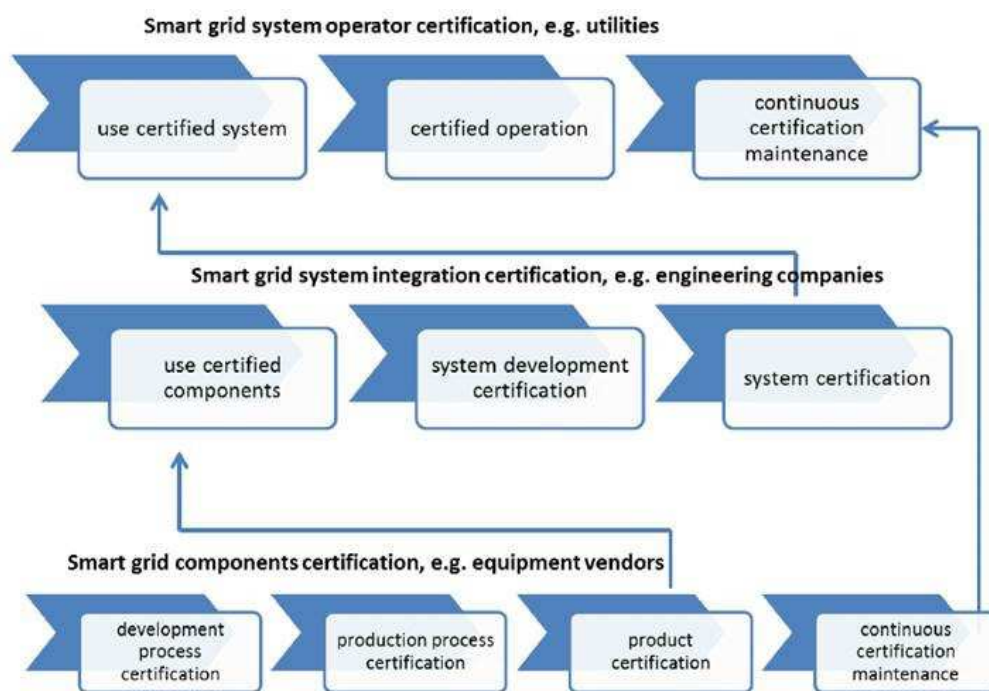 Smart grid system operator certification, e.g. utilities
use certified system
certified operation
continuous
certification
maintenance
Smart grid system integration certification, e.g. engineering companies
use certified
components
system development
certification
system certification
Smart grid components certification, e.g. equipment vendors
development
process
certification
production process
certification
product
certification
continuous
certification
maintenance